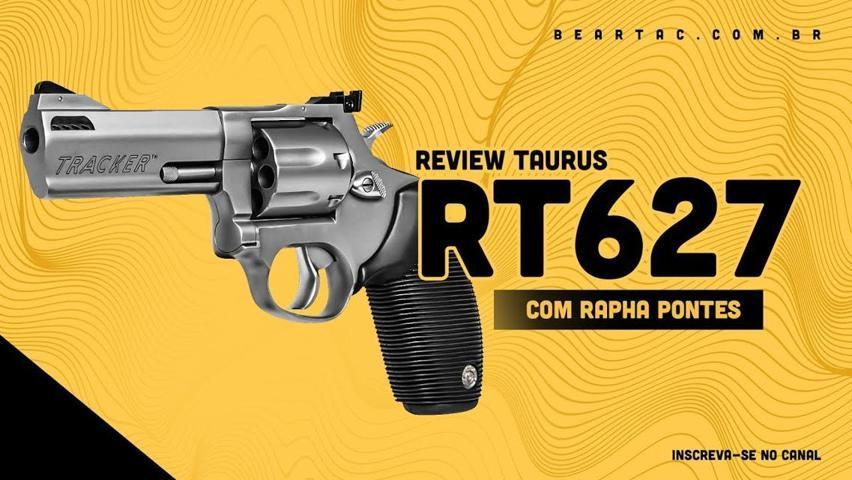 BEARTAC.COM.BR
TRACKER™
REVIEW TAURUS
RT627
COM RAPHA PONTES
INSCREVA-SE NO CANAL